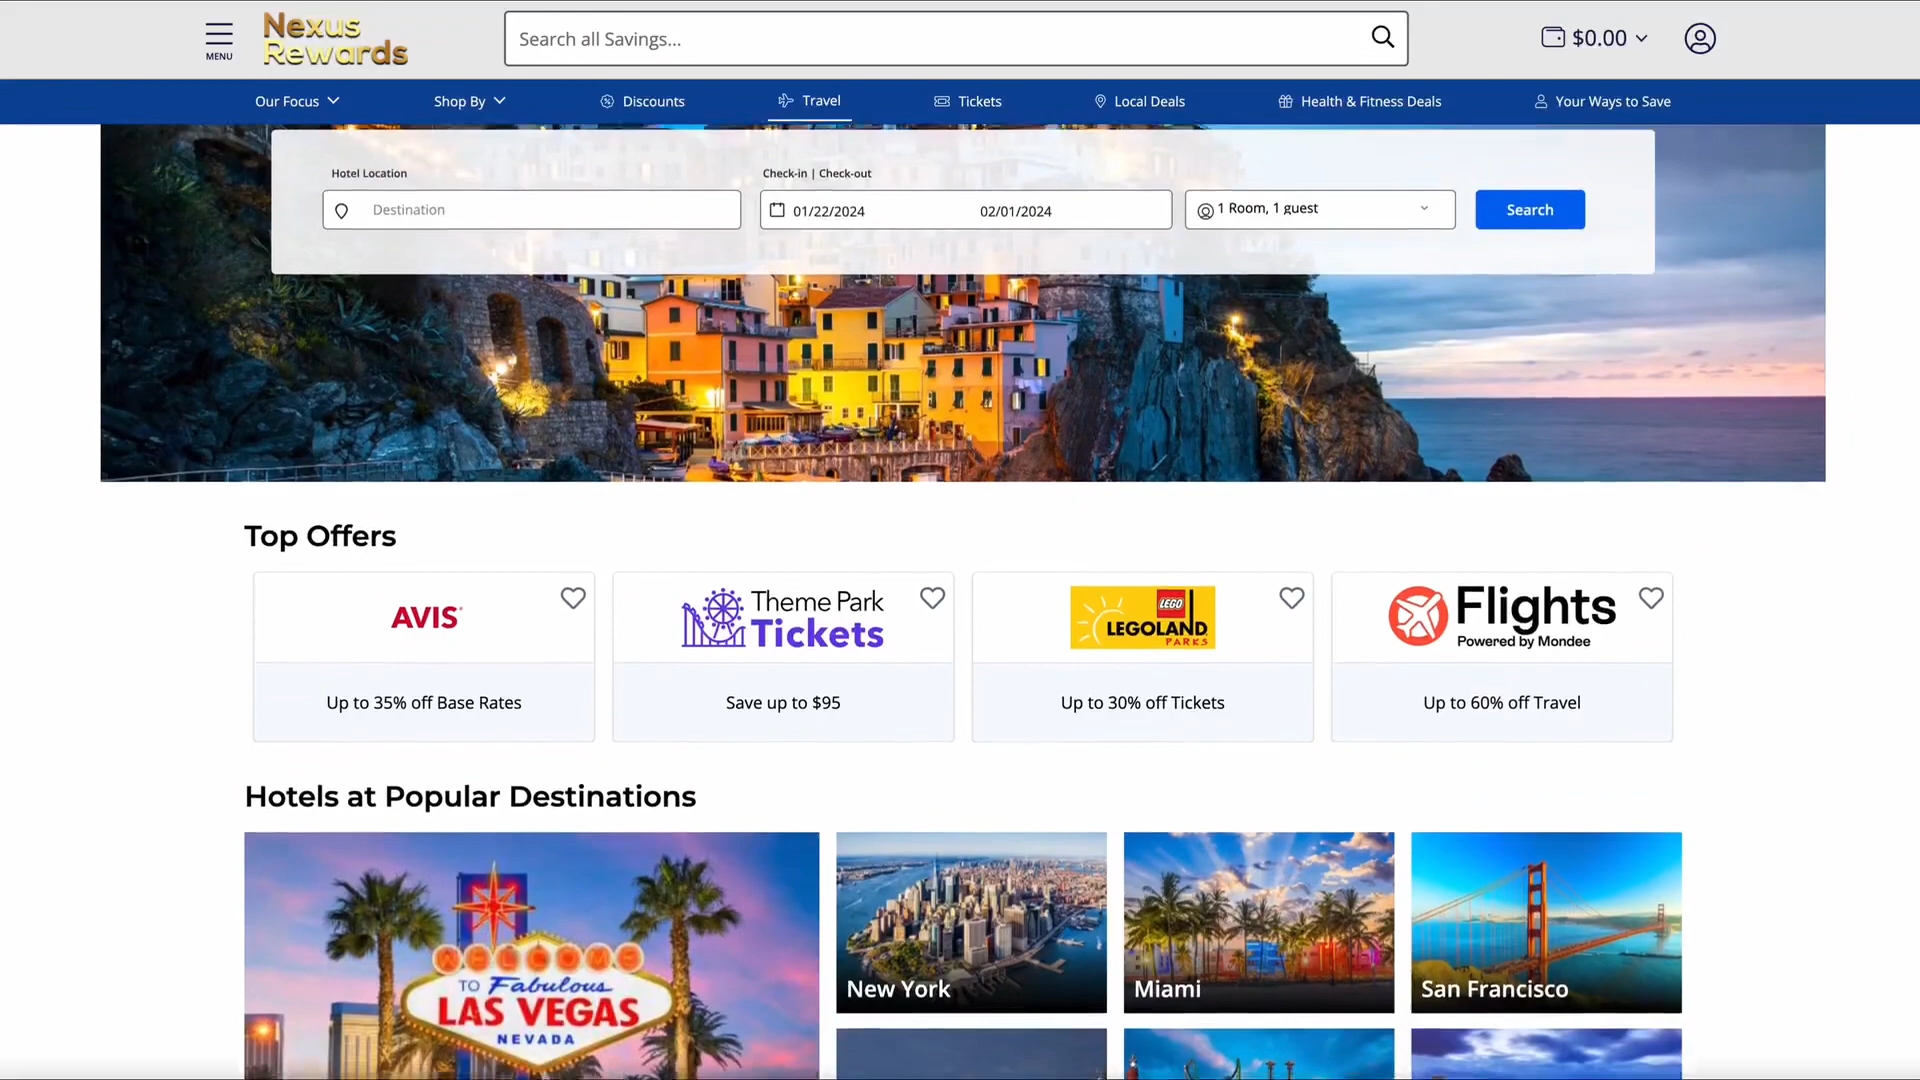 MENU
Nexus
Rewards
Search all Savings...
$0.00
Our Focus
Shop By
Discounts
Travel
Tickets
Local Deals
Health & Fitness Deals
Your Ways to Save
Hotel Location
Check-in | Check-out
Destination
01/22/2024
02/01/2024
1 Room, 1 guest
Search
Top Offers
AVIS
Up to 35% off Base Rates
Theme Park
Tickets
Save up to $95
LEGO
LEGOLAND
PARKS
Up to 30% off Tickets
Flights
Powered by Mondee
Up to 60% off Travel
Hotels at Popular Destinations
WELCOME
TO Fabulous
LAS VEGAS
NEVADA
New York
Miami
San Francisco